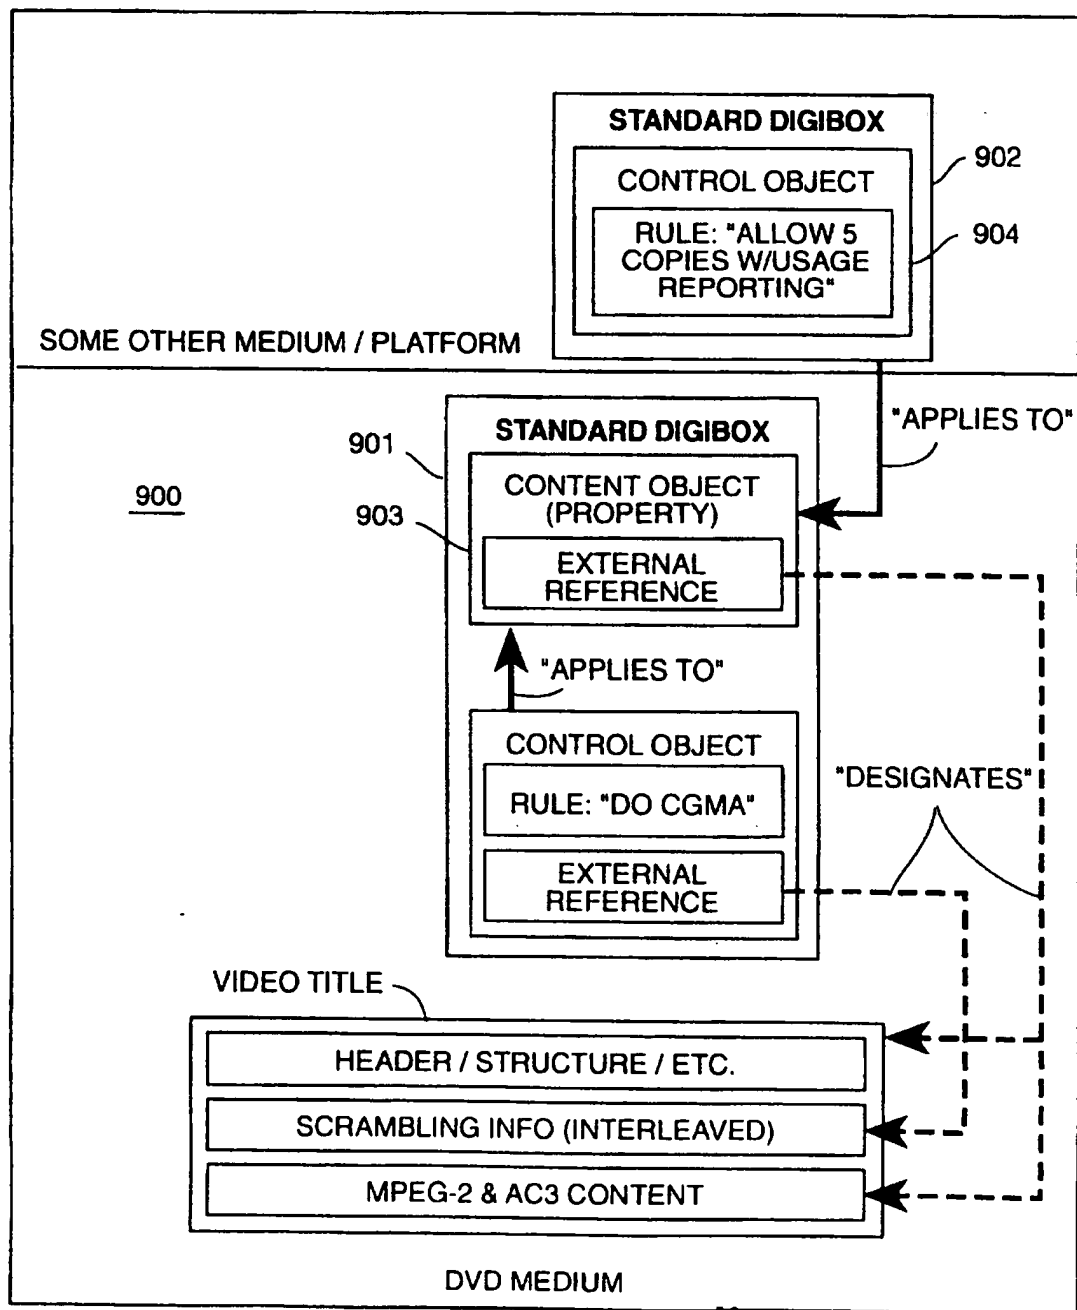 STANDARD DIGIBOX
902
CONTROL OBJECT
RULE: "ALLOW 5
COPIES W/USAGE
REPORTING"
904
SOME OTHER MEDIUM / PLATFORM
"APPLIES TO"
STANDARD DIGIBOX
901
CONTENT OBJECT
(PROPERTY)
900
903
EXTERNAL
REFERENCE
"APPLIES TO"
CONTROL OBJECT
RULE: "DO CGMA"
"DESIGNATES"
EXTERNAL
REFERENCE
VIDEO TITLE
HEADER / STRUCTURE / ETC.
SCRAMBLING INFO (INTERLEAVED)
MPEG-2 & AC3 CONTENT
DVD MEDIUM